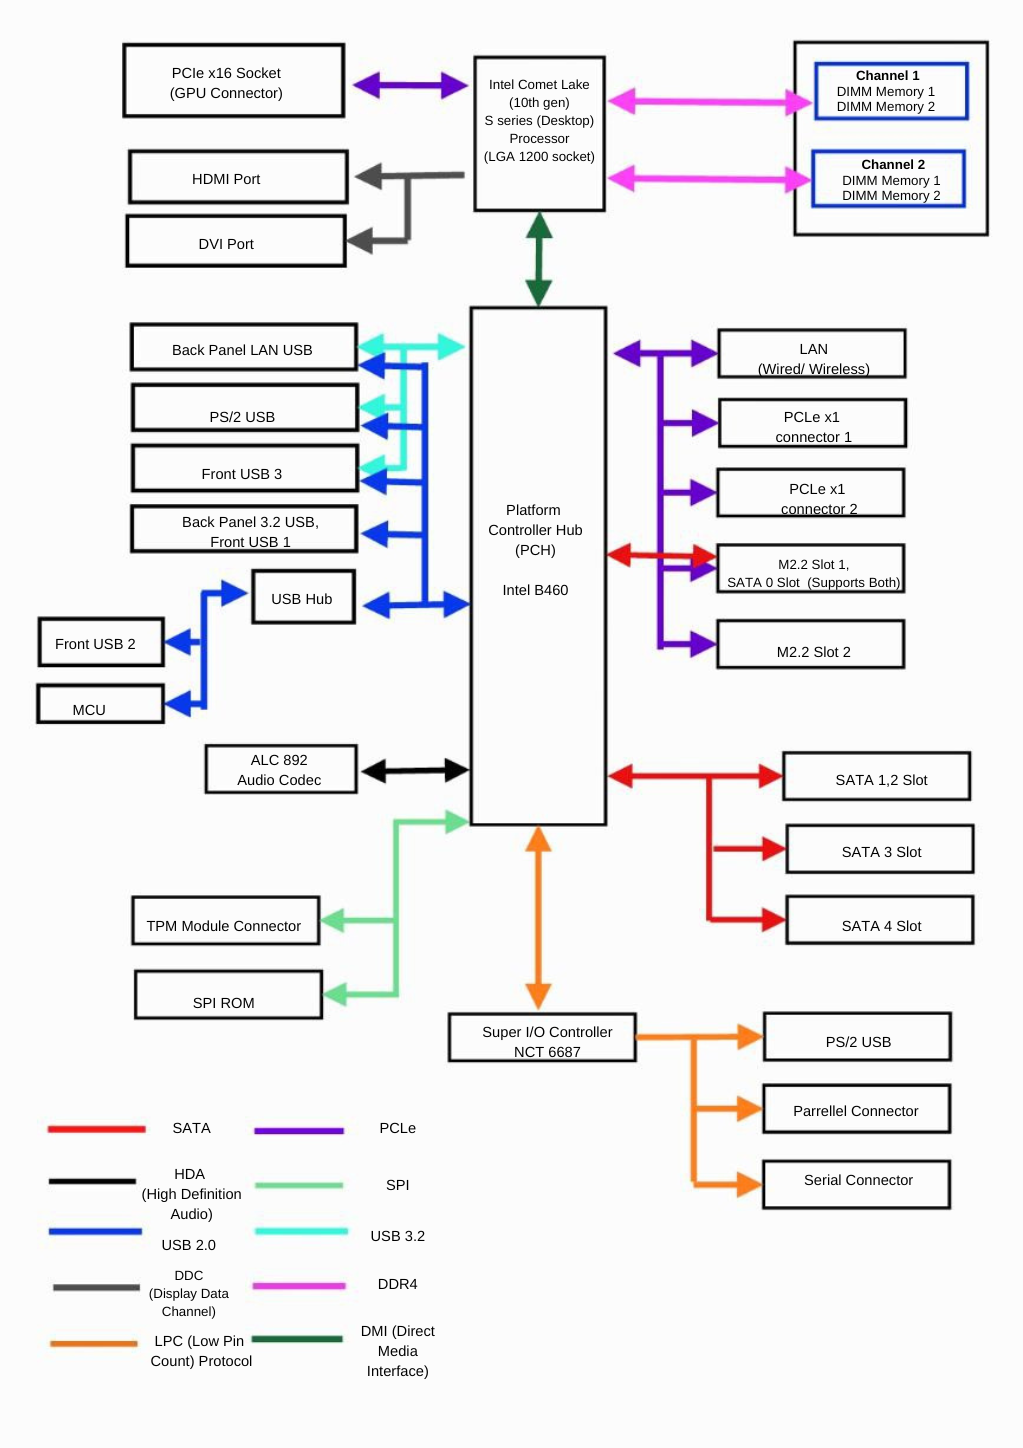 PCIe x16 Socket
(GPU Connector)
Intel Comet Lake
(10th gen)
S series (Desktop)
Processor
(LGA 1200 socket)
Channel 1
DIMM Memory 1
DIMM Memory 2
Channel 2
DIMM Memory 1
DIMM Memory 2
HDMI Port
DVI Port
Back Panel LAN USB
PS/2 USB
Front USB 3
Back Panel 3.2 USB,
Front USB 1
USB Hub
Front USB 2
MCU
Platform
Controller Hub
(PCH)
Intel B460
LAN
(Wired/ Wireless)
PCLe x1
connector 1
PCLe x1
connector 2
M2.2 Slot 1,
SATA 0 Slot (Supports Both)
M2.2 Slot 2
ALC 892
Audio Codec
SATA 1,2 Slot
SATA 3 Slot
SATA 4 Slot
TPM Module Connector
SPI ROM
Super I/O Controller
NCT 6687
PS/2 USB
Parrellel Connector
Serial Connector
SATA
PCLe
HDA
(High Definition
Audio)
SPI
USB 2.0
USB 3.2
DDC
(Display Data
Channel)
DDR4
LPC (Low Pin
Count) Protocol
DMI (Direct
Media
Interface)